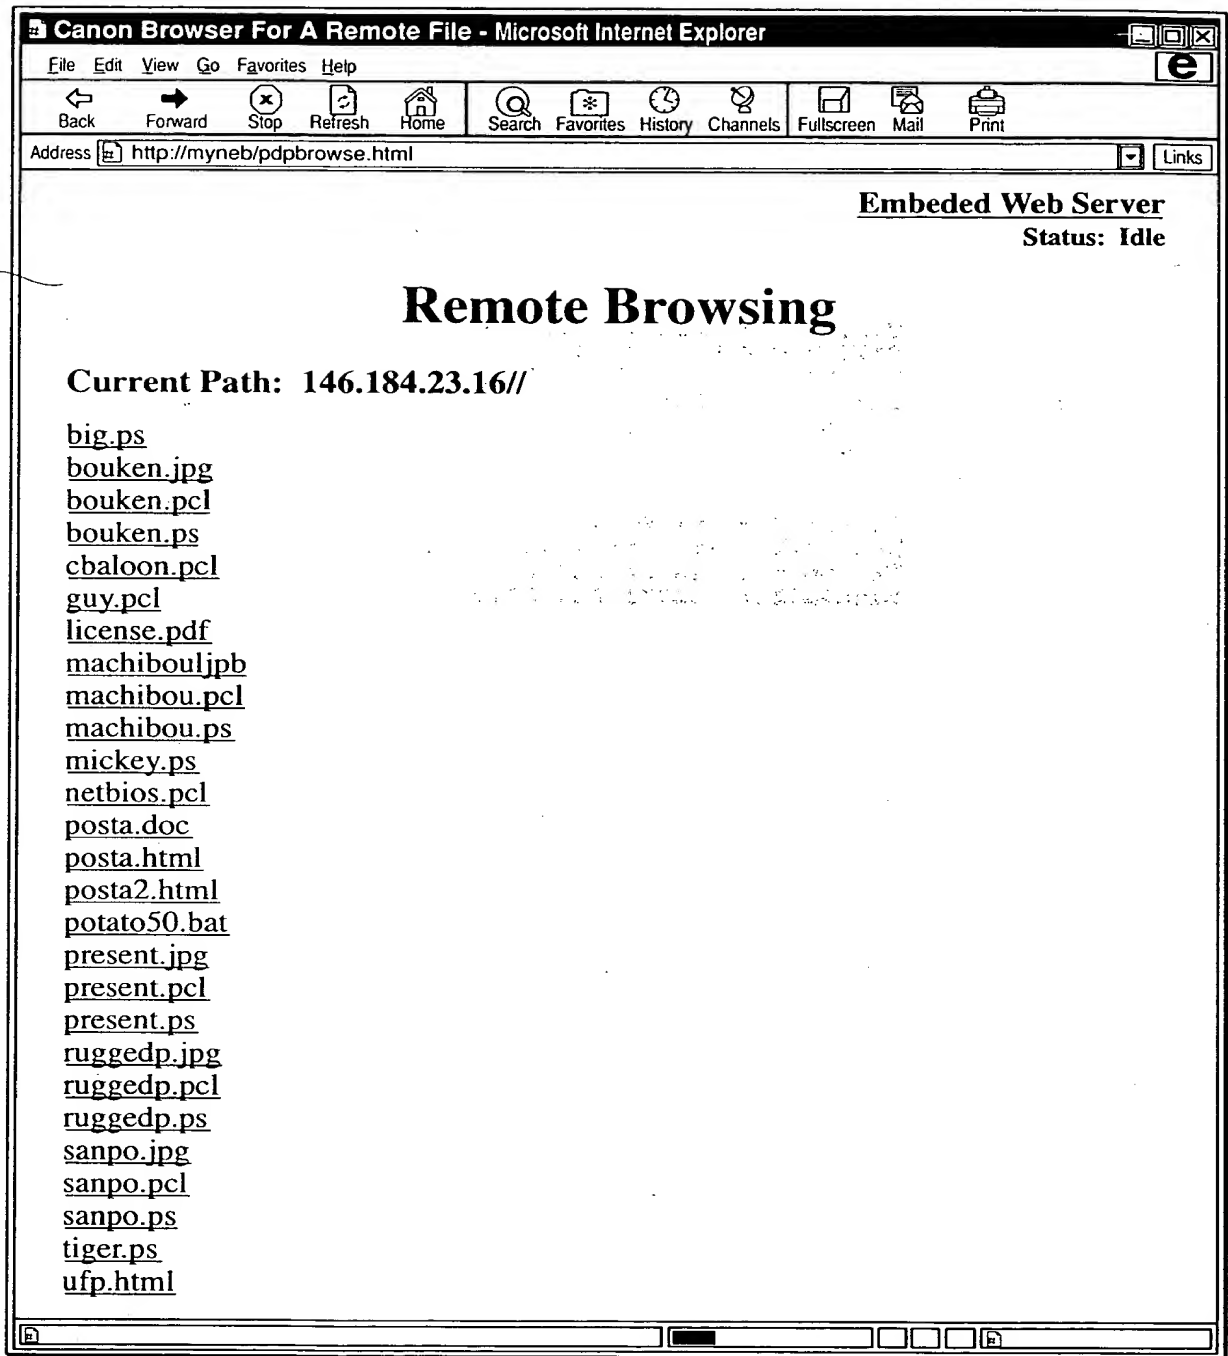 Canon Browser For A Remote File - Microsoft Internet Explorer
File Edit View Go Favorites Help
Back Forward Stop Refresh Home Search Favorites History Channels Fullscreen Mail Print
Address http://myneb/pdpbrowse.html Links
Embeded Web Server
Status: Idle
Remote Browsing
Current Path: 146.184.23.16//
big.ps
bouken.jpg
bouken.pcl
bouken.ps
cbaloon.pcl
guy.pcl
license.pdf
machibouljpb
machibou.pcl
machibou.ps
mickey.ps
netbios.pcl
posta.doc
posta.html
posta2.html
potato50.bat
present.jpg
present.pcl
present.ps
ruggedp.jpg
ruggedp.pcl
ruggedp.ps
sanpo.jpg
sanpo.pcl
sanpo.ps
tiger.ps
ufp.html